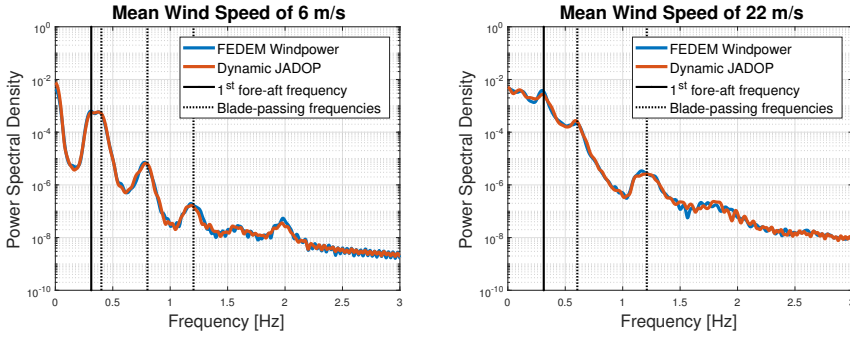 Mean Wind Speed of 6 m/s
10^0
10^-2
10^-4
10^-6
10^-8
10^-10
Power Spectral Density
FEDEM Windpower
Dynamic JADOP
1^st fore-aft frequency
Blade-passing frequencies
0 0.5 1 1.5 2 2.5 3
Frequency [Hz]
Mean Wind Speed of 22 m/s
10^0
10^-2
10^-4
10^-6
10^-8
10^-10
Power Spectral Density
FEDEM Windpower
Dynamic JADOP
1^st fore-aft frequency
Blade-passing frequencies
0 0.5 1 1.5 2 2.5 3
Frequency [Hz]